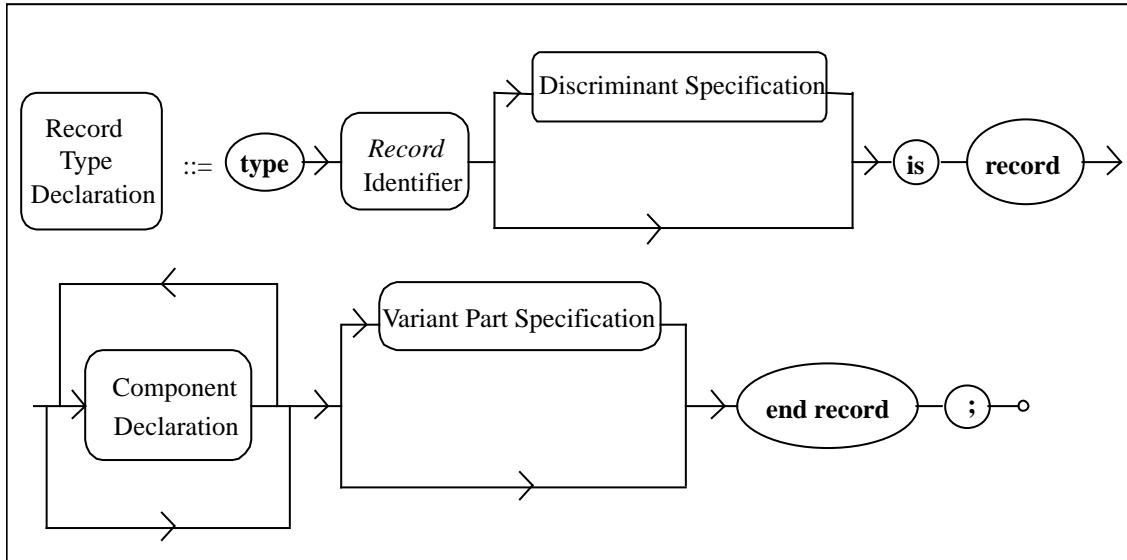 Record
Type
Declaration
::=
type
Record
Identifier
Discriminant Specification
is
record
Component
Declaration
Variant Part Specification
end record
;